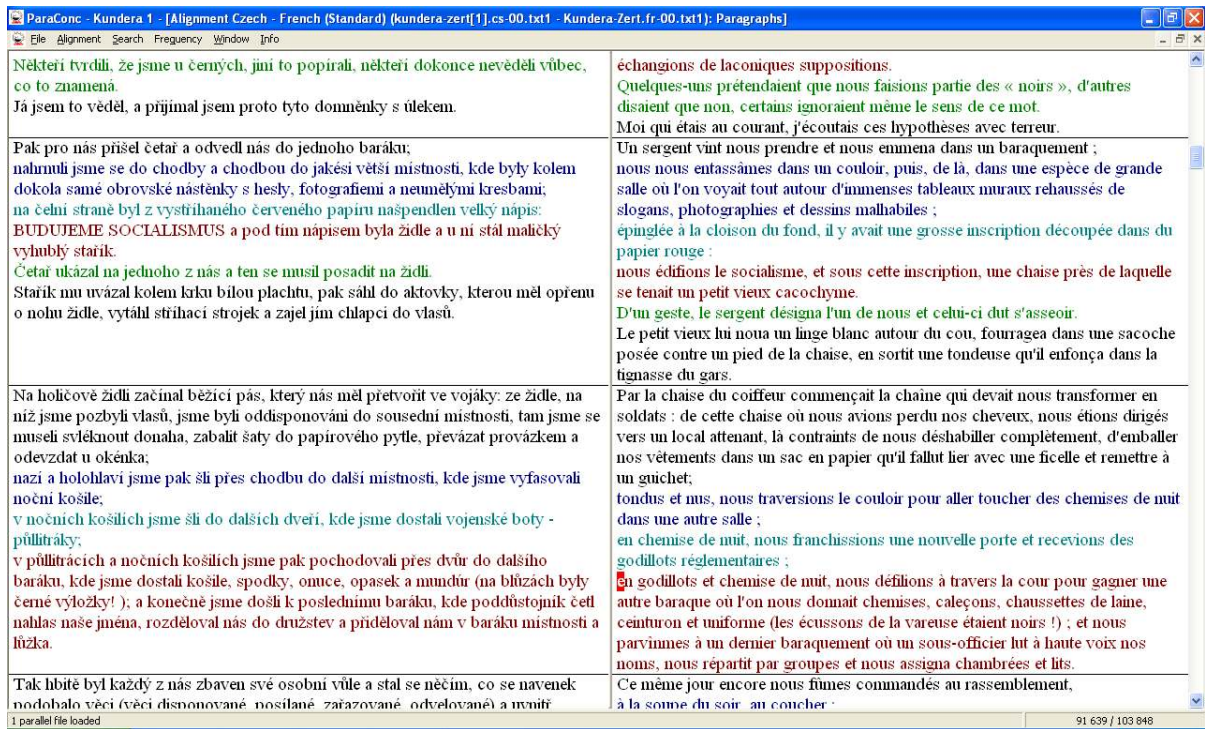 ParaConc - Kundera 1 - [Alignment Czech - French (Standard) (kundera-zert[1].cs-00.txt1 - Kundera-Zert.fr-00.txt1): Paragraphs]
File Alignment Search Frequency Window Info
Někteří tvrdili, že jsme u černých, jiní to popírali, někteří dokonce nevěděli vůbec,
co to znamená.
Já jsem to věděl, a přijímal jsem proto tyto domněnky s úlekem.
Pak pro nás přišel četař a odvedl nás do jednoho baráku;
nahrnuli jsme se do chodby a chodbou do jakési větší místnosti, kde byly kolem
dokola samé obrovské nástěnky s hesly, fotografiemi a neumělými kresbami;
na čelní straně byl z vystříhaného červeného papíru našpendlen velký nápis:
BUDUJEME SOCIALISMUS a pod tím nápisem byla židle a u ní stál maličký
vyhublý stařík.
Četař ukázal na jednoho z nás a ten se musil posadit na židli.
Stařík mu uvázal kolem krku bílou plachtu, pak sáhl do aktovky, kterou měl opřenu
o nohu židle, vytáhl stříhací strojek a zajel jím chlapci do vlasů.
Na holičově židli začínal běžící pás, který nás měl přetvořit ve vojáky: ze židle, na
níž jsme pozbyli vlasů, jsme byli oddisponováni do sousední místnosti, tam jsme se
museli svléknout donaha, zabalit šaty do papírového pytle, převázat provázkem a
odevzdat u okénka;
nazí a holohlaví jsme pak šli přes chodbu do další místnosti, kde jsme vyfasovali
noční košile;
v nočních košilích jsme šli do dalších dveří, kde jsme dostali vojenské boty -
půllitráky;
v půllitrácích a nočních košilích jsme pak pochodovali přes dvůr do dalšího
baráku, kde jsme dostali košile, spodky, onuce, opasek a mundúr (na blůzách byly
černé výložky! ); a konečně jsme došli k poslednímu baráku, kde poddůstojník četl
nahlas naše jména, rozděloval nás do družstev a přiděloval nám v baráku místnosti a
lůžka.
Tak hbitě byl každý z nás zbaven své osobní vůle a stal se něčím, co se navenek
podobalo věci (věci disponované, posílané, zařazované, odvelované) a uvnitř
échangions de laconiques suppositions.
Quelques-uns prétendaient que nous faisions partie des « noirs », d'autres
disaient que non, certains ignoraient même le sens de ce mot.
Moi qui étais au courant, j'écoutais ces hypothèses avec terreur.
Un sergent vint nous prendre et nous emmena dans un baraquement ;
nous nous entassâmes dans un couloir, puis, de là, dans une espèce de grande
salle où l'on voyait tout autour d'immenses tableaux muraux rehaussés de
slogans, photographies et dessins malhabiles ;
épinglée à la cloison du fond, il y avait une grosse inscription découpée dans du
papier rouge :
nous édifions le socialisme, et sous cette inscription, une chaise près de laquelle
se tenait un petit vieux cacochyme.
D'un geste, le sergent désigna l'un de nous et celui-ci dut s'asseoir.
Le petit vieux lui noua un linge blanc autour du cou, fourragea dans une sacoche
posée contre un pied de la chaise, en sortit une tondeuse qu'il enfonça dans la
tignasse du gars.
Par la chaise du coiffeur commençait la chaîne qui devait nous transformer en
soldats : de cette chaise où nous avions perdu nos cheveux, nous étions dirigés
vers un local attenant, là contraints de nous déshabiller complètement, d'emballer
nos vêtements dans un sac en papier qu'il fallut lier avec une ficelle et remettre à
un guichet;
tondus et nus, nous traversions le couloir pour aller toucher des chemises de nuit
dans une autre salle ;
en chemise de nuit, nous franchissions une nouvelle porte et recevions des
godillots réglementaires ;
en godillots et chemise de nuit, nous défilions à travers la cour pour gagner une
autre baraque où l'on nous donnait chemises, caleçons, chaussettes de laine,
ceinturon et uniforme (les écussons de la vareuse étaient noirs !) ; et nous
parvînmes à un dernier baraquement où un sous-officier lut à haute voix nos
noms, nous répartit par groupes et nous assigna chambrées et lits.
Ce même jour encore nous fûmes commandés au rassemblement,
à la soupe du soir, au coucher ;
1 parallel file loaded
91 639 / 103 848